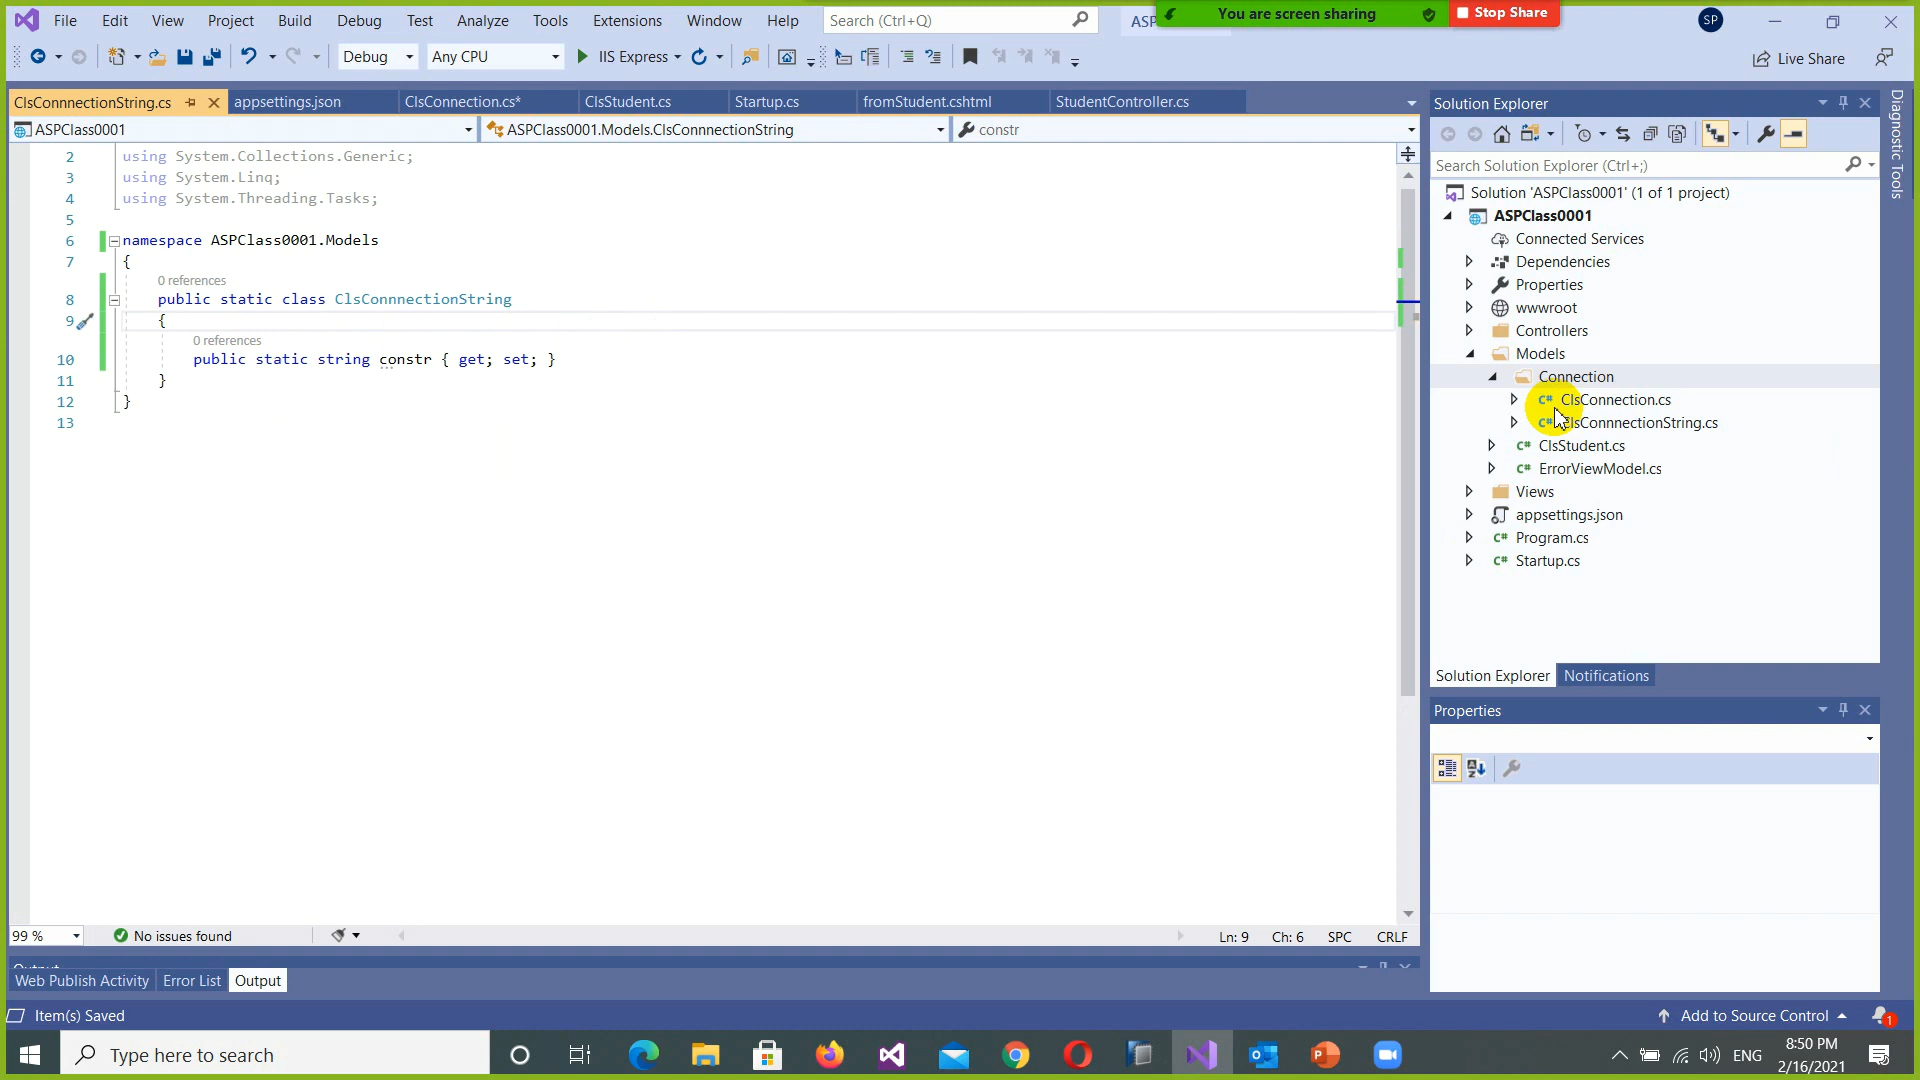 File Edit View Project Build Debug Test Analyze Tools Extensions Window Help Search (Ctrl+Q) ASP You are screen sharing Stop Share SP
Debug Any CPU IIS Express Live Share
ClsConnnectionString.cs appsettings.json ClsConnection.cs* ClsStudent.cs Startup.cs fromStudent.cshtml StudentController.cs
ASPClass0001 ASPClass0001.Models.ClsConnnectionString constr
2 using System.Collections.Generic;
3 using System.Linq;
4 using System.Threading.Tasks;
5
6 namespace ASPClass0001.Models
7 {
0 references
8 public static class ClsConnnectionString
9 {
0 references
10 public static string constr { get; set; }
11 }
12 }
13
99 % No issues found Ln: 9 Ch: 6 SPC CRLF
Web Publish Activity Error List Output
Item(s) Saved Add to Source Control 1
Solution Explorer
Search Solution Explorer (Ctrl+;)
Solution 'ASPClass0001' (1 of 1 project)
ASPClass0001
Connected Services
Dependencies
Properties
wwwroot
Controllers
Models
Connection
C# ClsConnection.cs
C# ClsConnnectionString.cs
C# ClsStudent.cs
C# ErrorViewModel.cs
Views
appsettings.json
C# Program.cs
C# Startup.cs
Solution Explorer Notifications
Properties
Diagnostic Tools
Type here to search ENG 8:50 PM
2/16/2021